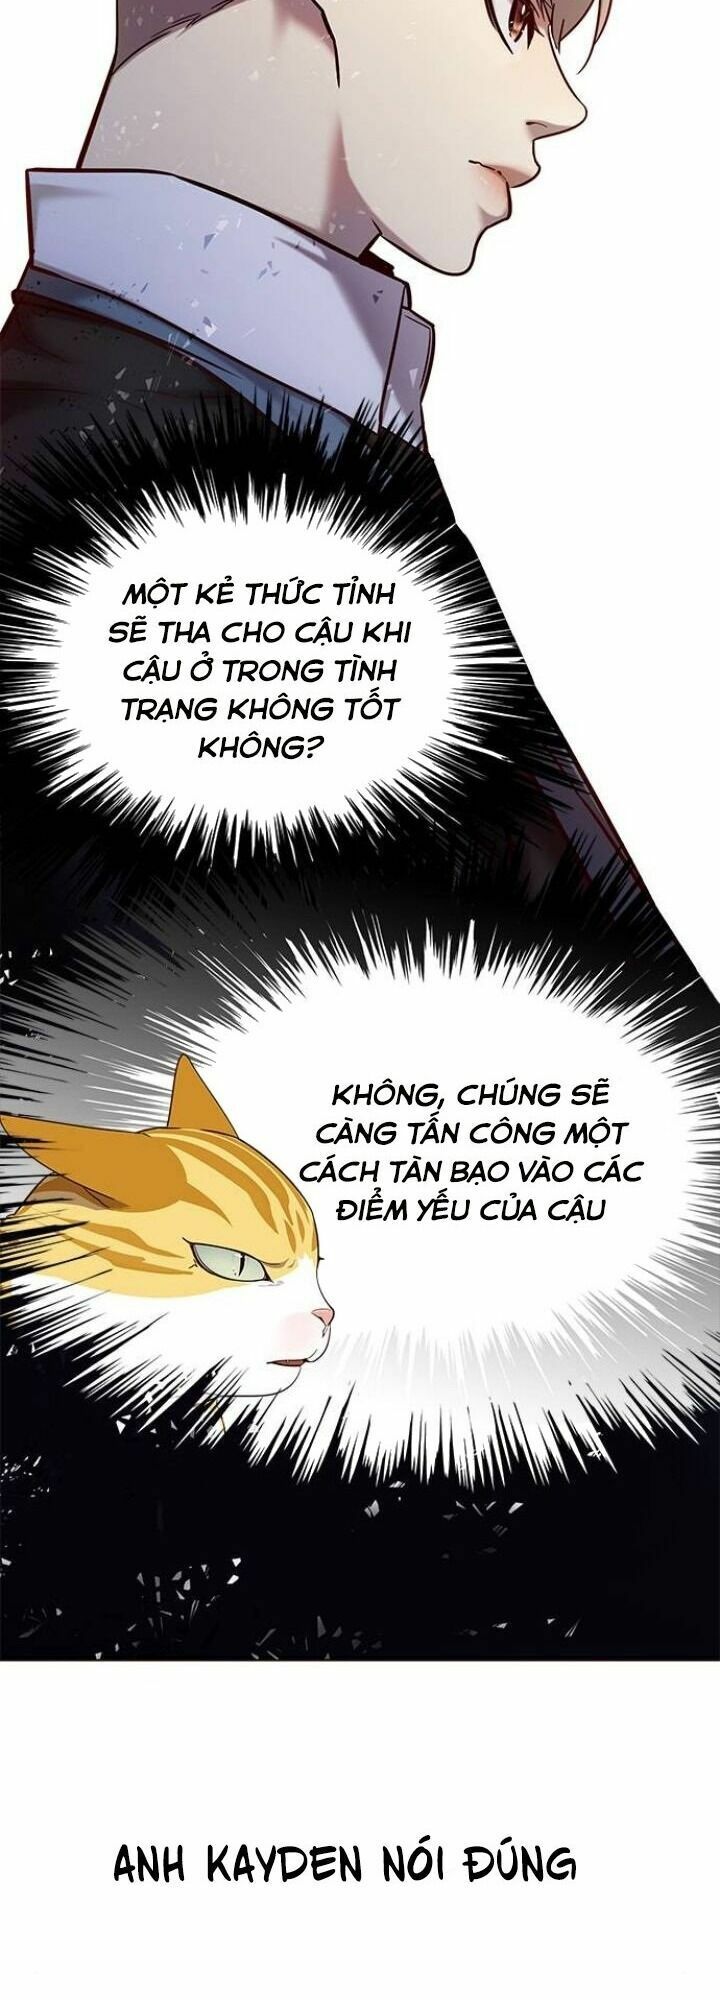 MỘT KẺ THỨC TỈNH
SẼ THA CHO CẬU KHI
CẬU Ở TRONG TÌNH
TRẠNG KHÔNG TỐT
KHÔNG?
KHÔNG, CHÚNG SẼ
CÀNG TẤN CÔNG MỘT
CÁCH TÀN BẠO VÀO CÁC
ĐIỂM YẾU CỦA CẬU
ANH KAYDEN NÓI ĐÚNG